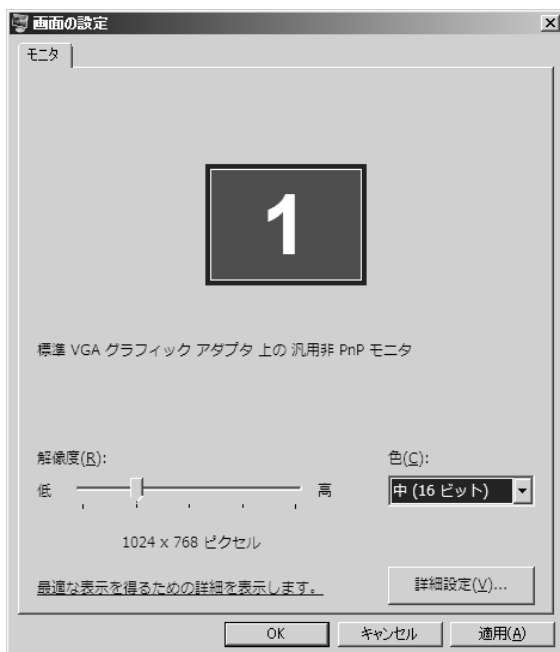 画面の設定
モニタ
1
標準 VGA グラフィック アダプタ 上の 汎用非 PnP モニタ
解像度(R):
低
高
1024 x 768 ピクセル
色(C):
中 (16 ビット)
最適な表示を得るための詳細を表示します。
詳細設定(V)...
OK
キャンセル
適用(A)